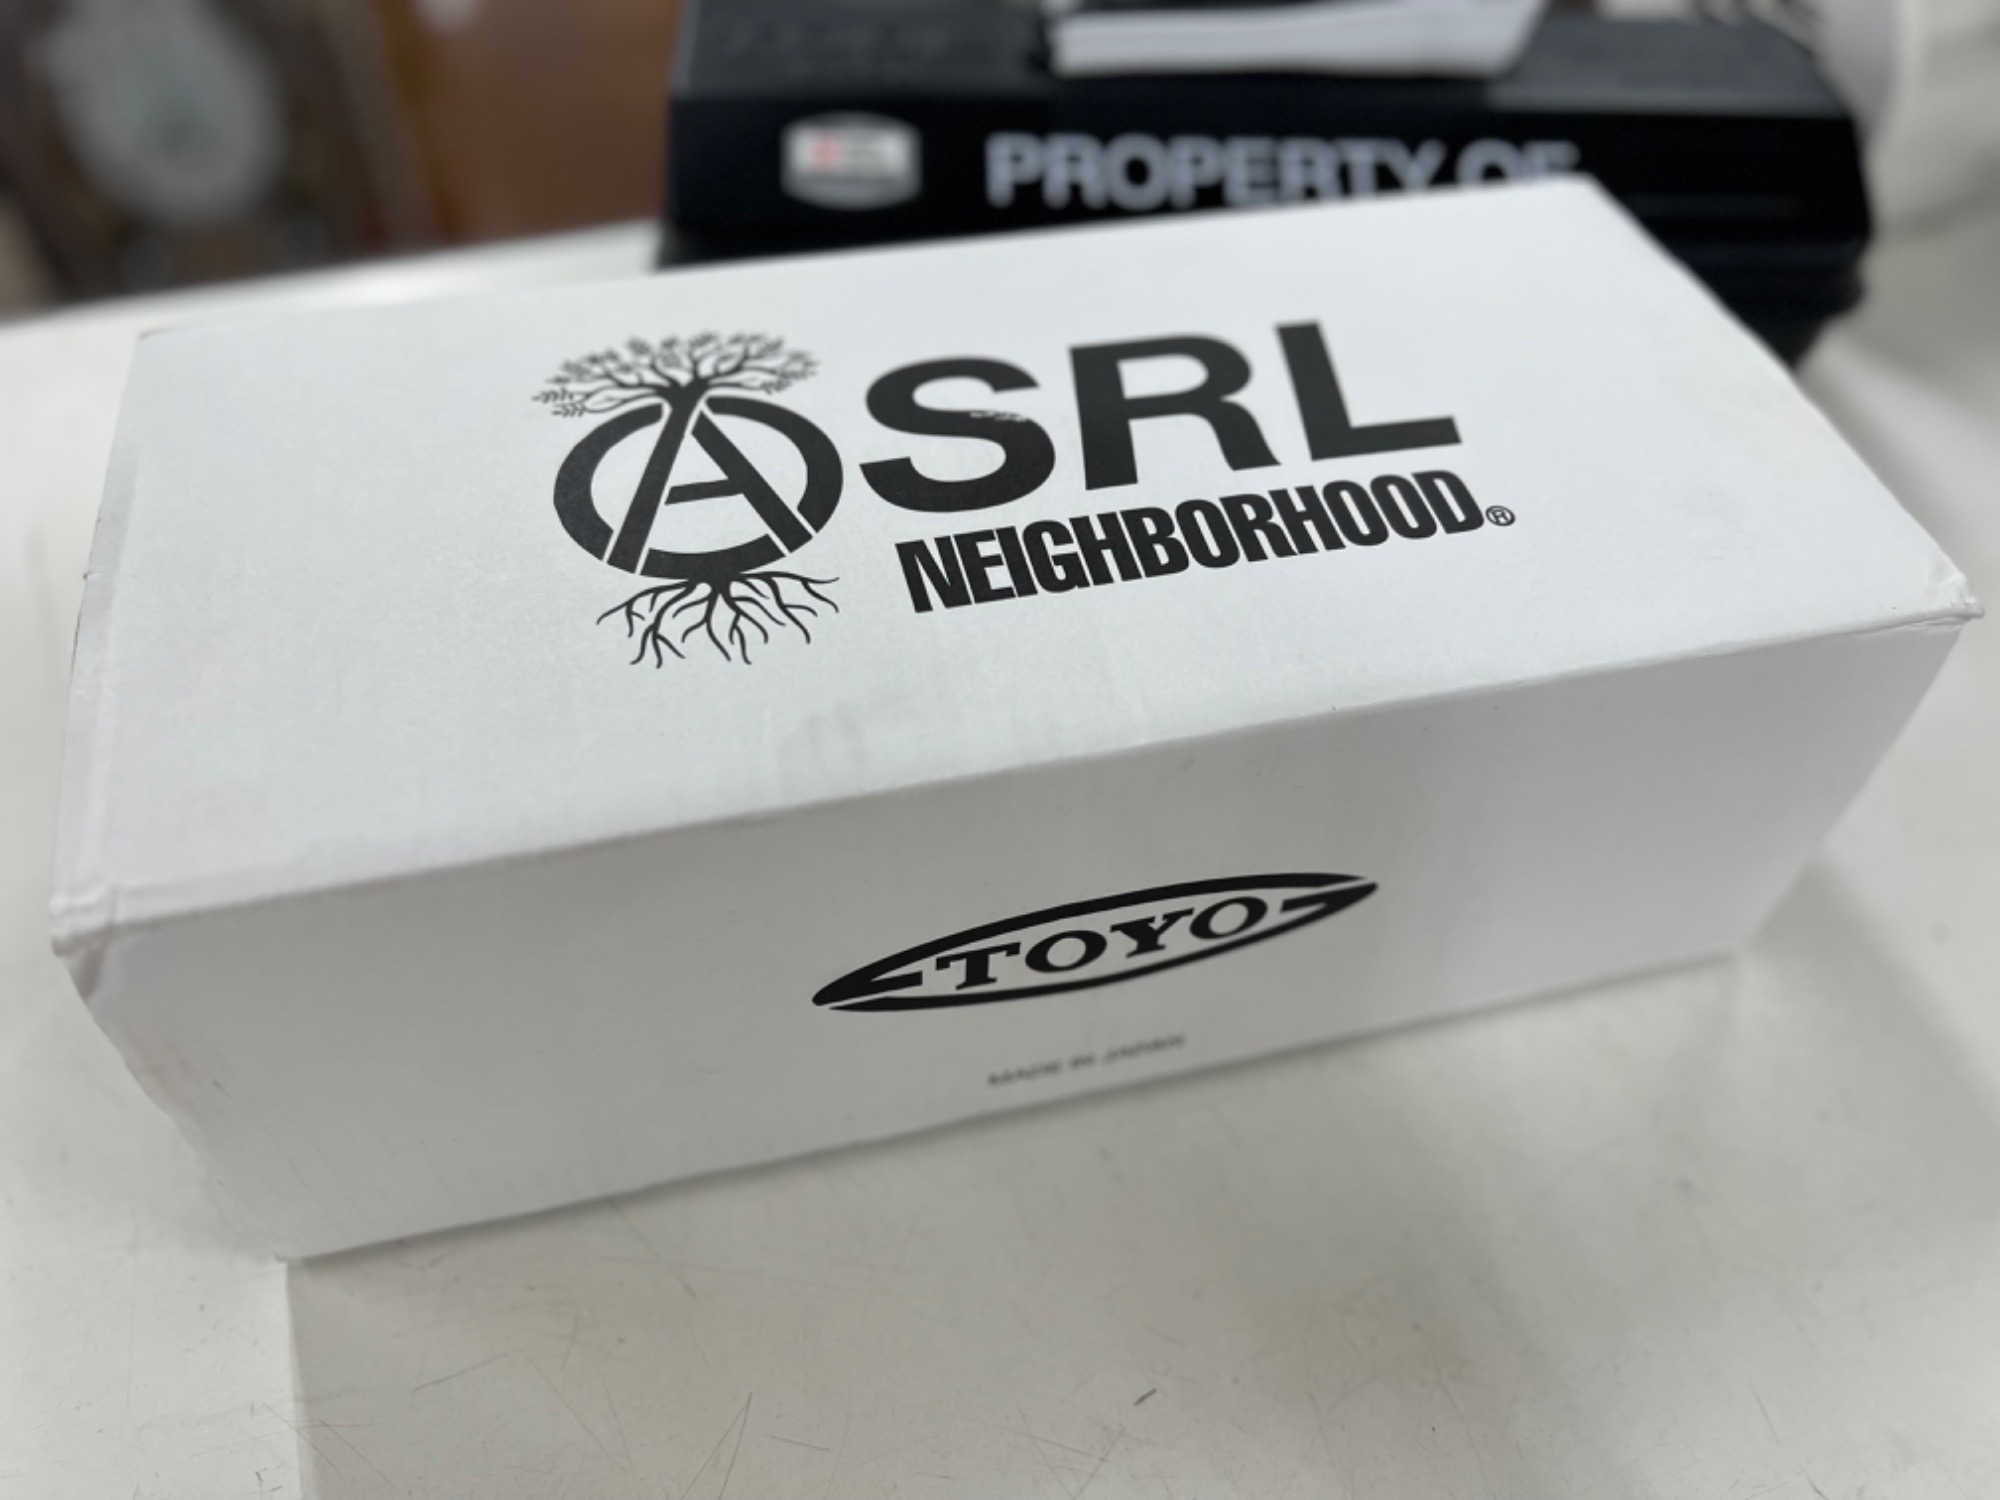 PROPERTY OF
SRL
NEIGHBORHOOD®
TOYO
MADE IN JAPAN